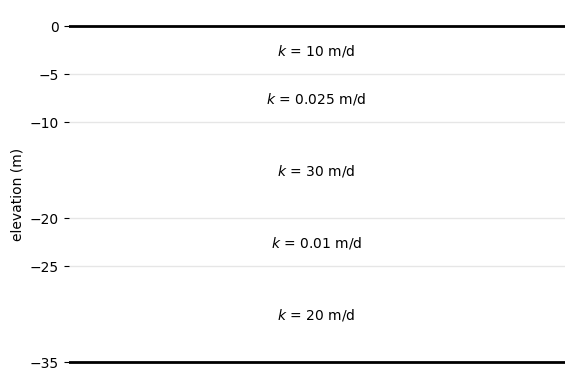 0
k = 10 m/d
−5
k = 0.025 m/d
−10
k = 30 m/d
elevation (m)
−20
k = 0.01 m/d
−25
k = 20 m/d
−35